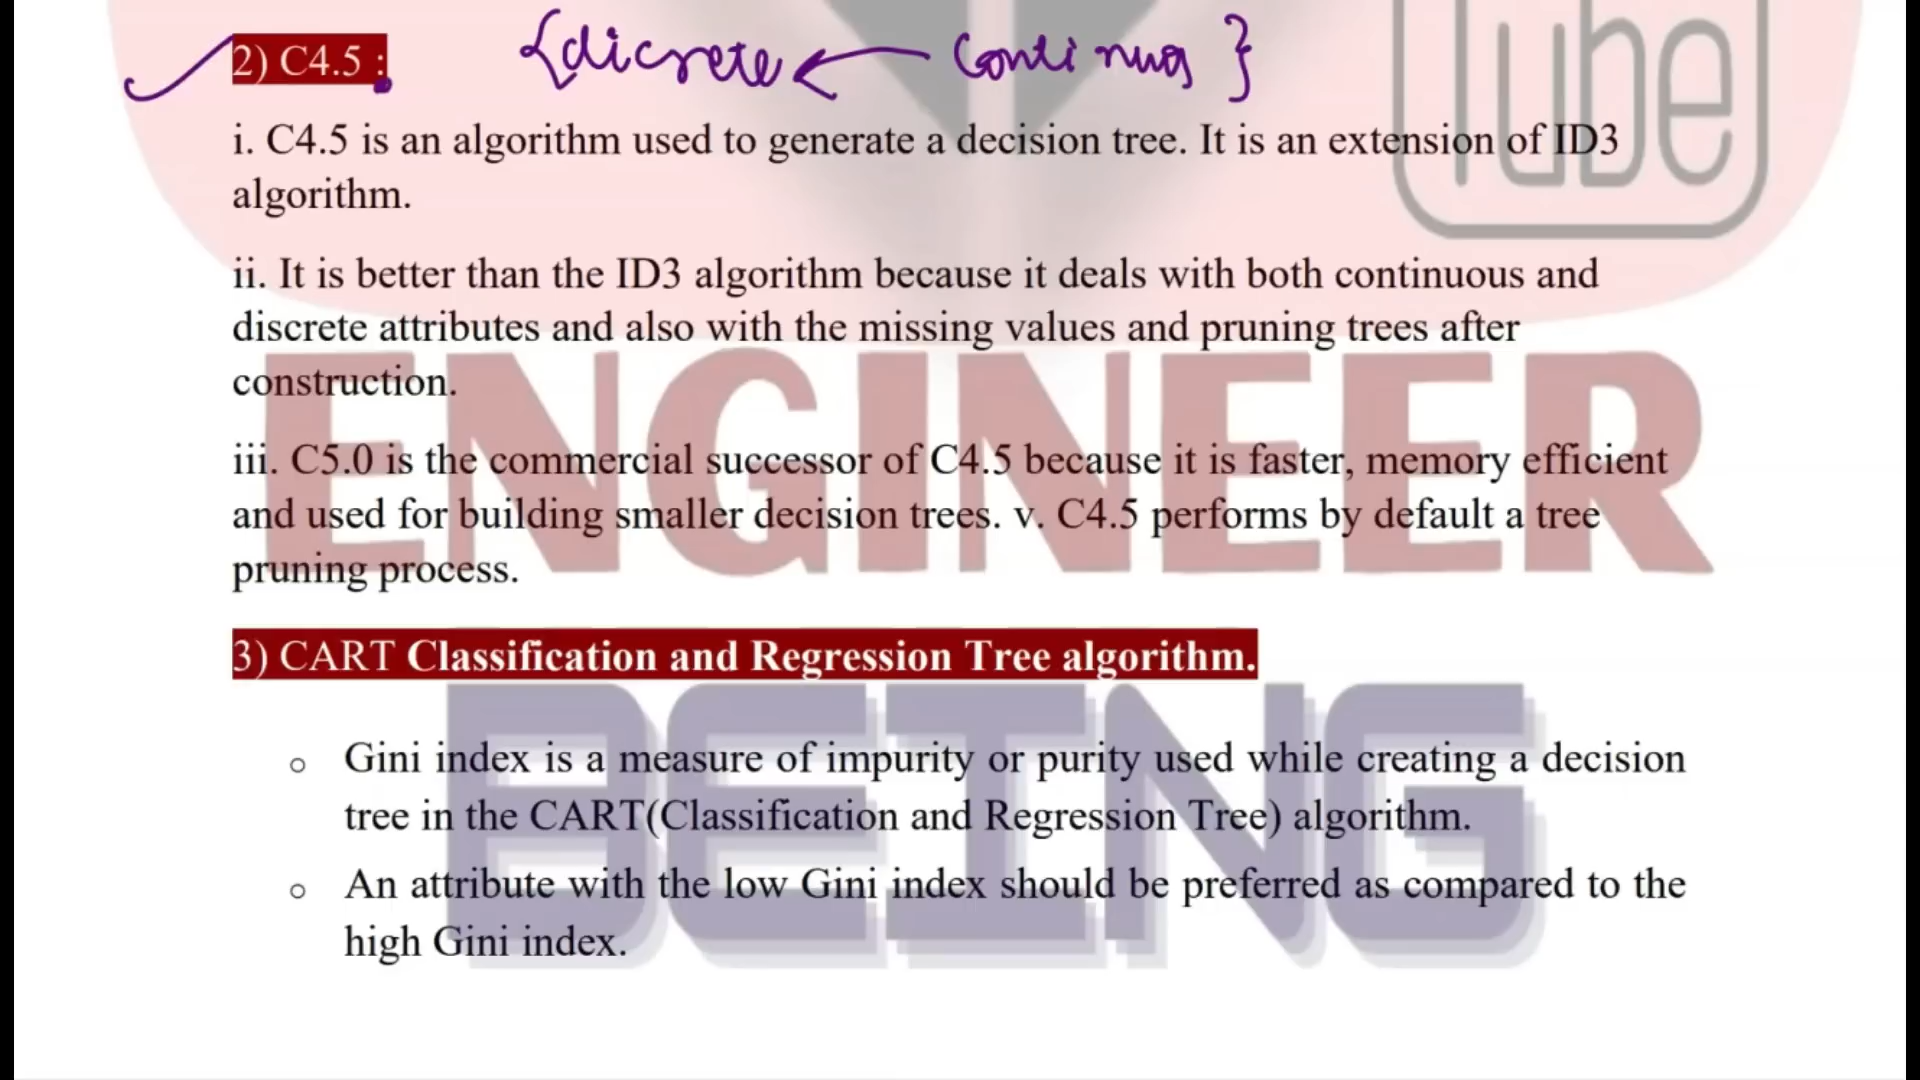 2) C4.5 : {dicrete ← Continuos }
Tube
i. C4.5 is an algorithm used to generate a decision tree. It is an extension of ID3
algorithm.
ii. It is better than the ID3 algorithm because it deals with both continuous and
discrete attributes and also with the missing values and pruning trees after
construction.
ENGINEER
iii. C5.0 is the commercial successor of C4.5 because it is faster, memory efficient
and used for building smaller decision trees. v. C4.5 performs by default a tree
pruning process.
3) CART Classification and Regression Tree algorithm.
BEING
○ Gini index is a measure of impurity or purity used while creating a decision
tree in the CART(Classification and Regression Tree) algorithm.
○ An attribute with the low Gini index should be preferred as compared to the
high Gini index.